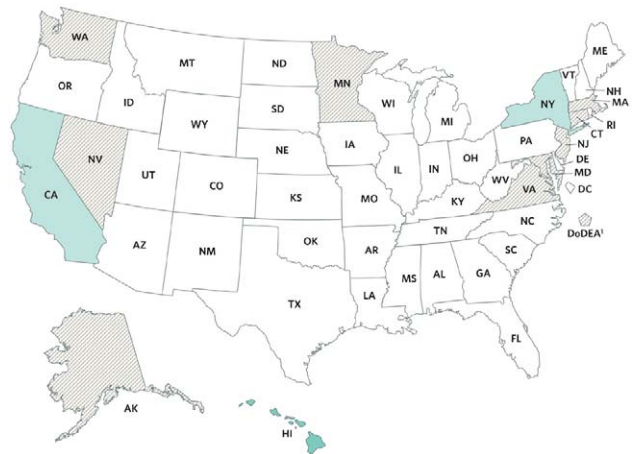 WA
MT
ND
MN
ME
VT
OR
ID
SD
WI
NY
NH
MA
WY
MI
RI
CT
IA
PA
NJ
NE
NV
OH
DE
UT
IL
IN
MD
CO
WV
VA
DC
CA
KS
MO
KY
NC
DoDEA¹
TN
OK
AZ
NM
AR
SC
MS
AL
GA
LA
TX
FL
AK
HI